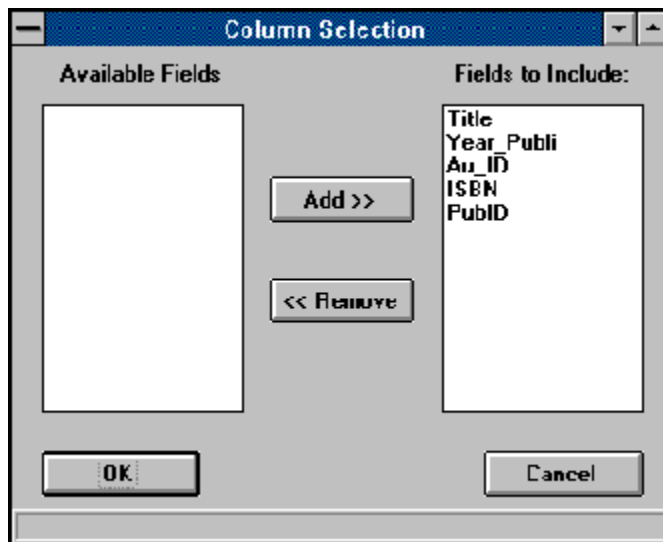 Column Selection
Available Fields
Fields to Include:
Title
Year_Publi
Au_ID
ISBN
PubID
Add >>
<< Remove
OK
Cancel